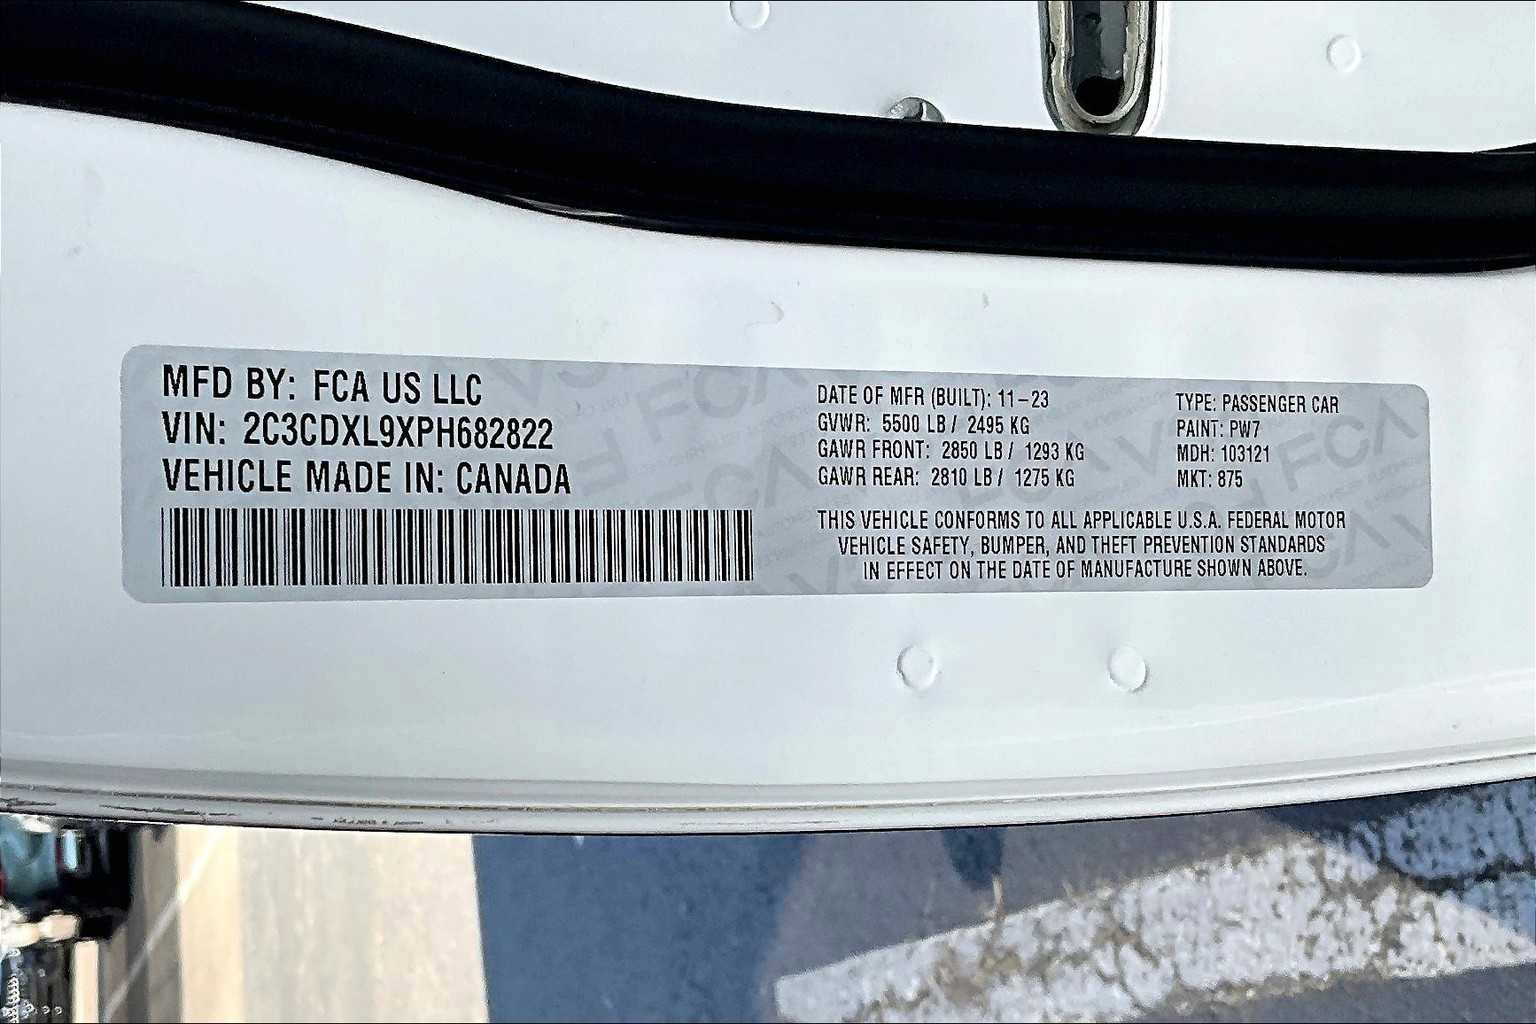 MFD BY: FCA US LLC
VIN: 2C3CDXL9XPH682822
VEHICLE MADE IN: CANADA
DATE OF MFR (BUILT): 11-23
GVWR: 5500 LB / 2495 KG
GAWR FRONT: 2850 LB / 1293 KG
GAWR REAR: 2810 LB / 1275 KG
TYPE: PASSENGER CAR
PAINT: PW7
MDH: 103121
MKT: 875
THIS VEHICLE CONFORMS TO ALL APPLICABLE U.S.A. FEDERAL MOTOR
VEHICLE SAFETY, BUMPER, AND THEFT PREVENTION STANDARDS
IN EFFECT ON THE DATE OF MANUFACTURE SHOWN ABOVE.
FCA
FCA